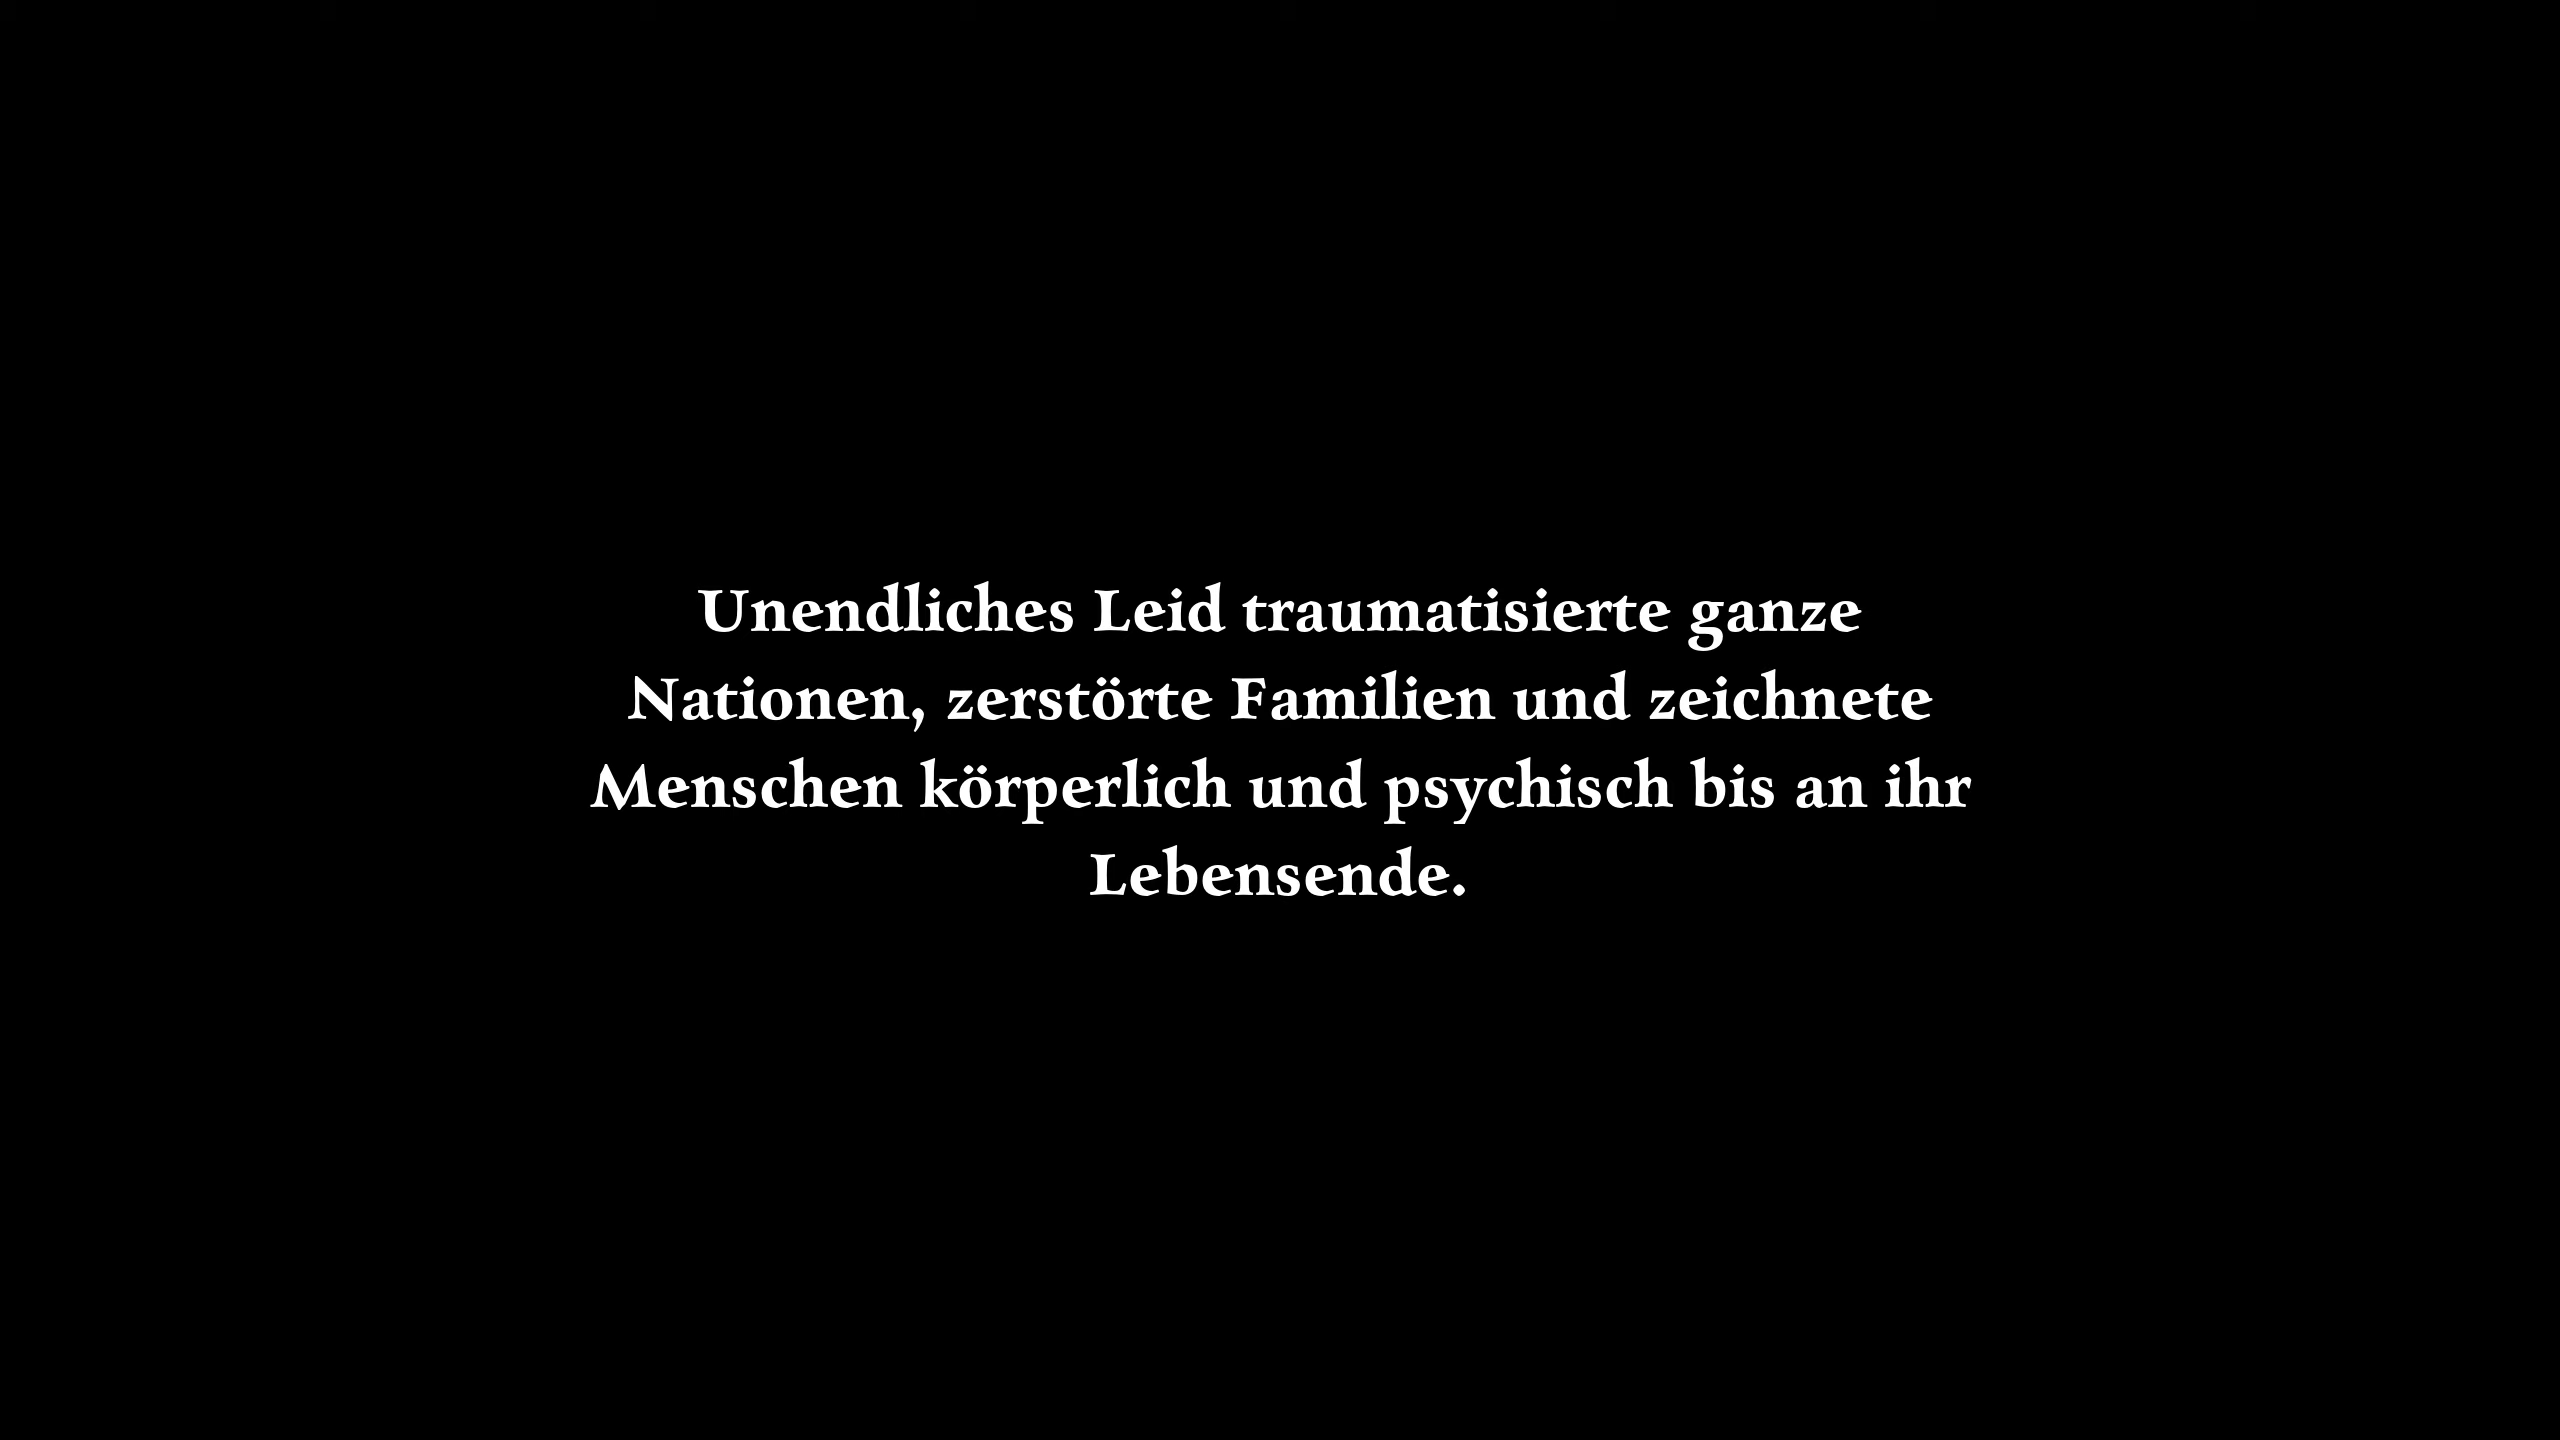 Unendliches Leid traumatisierte ganze
Nationen, zerstörte Familien und zeichnete
Menschen körperlich und psychisch bis an ihr
Lebensende.